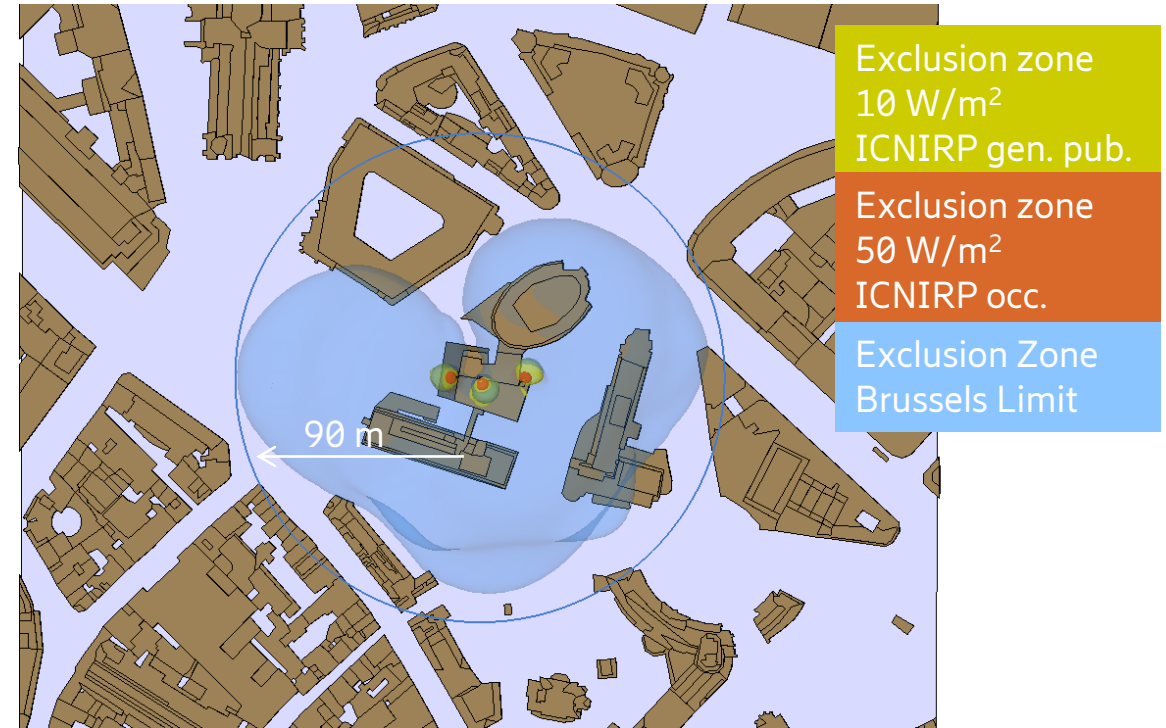 Exclusion zone
10 W/m²
ICNIRP gen. pub.
Exclusion zone
50 W/m²
ICNIRP occ.
Exclusion Zone
Brussels Limit
90 m